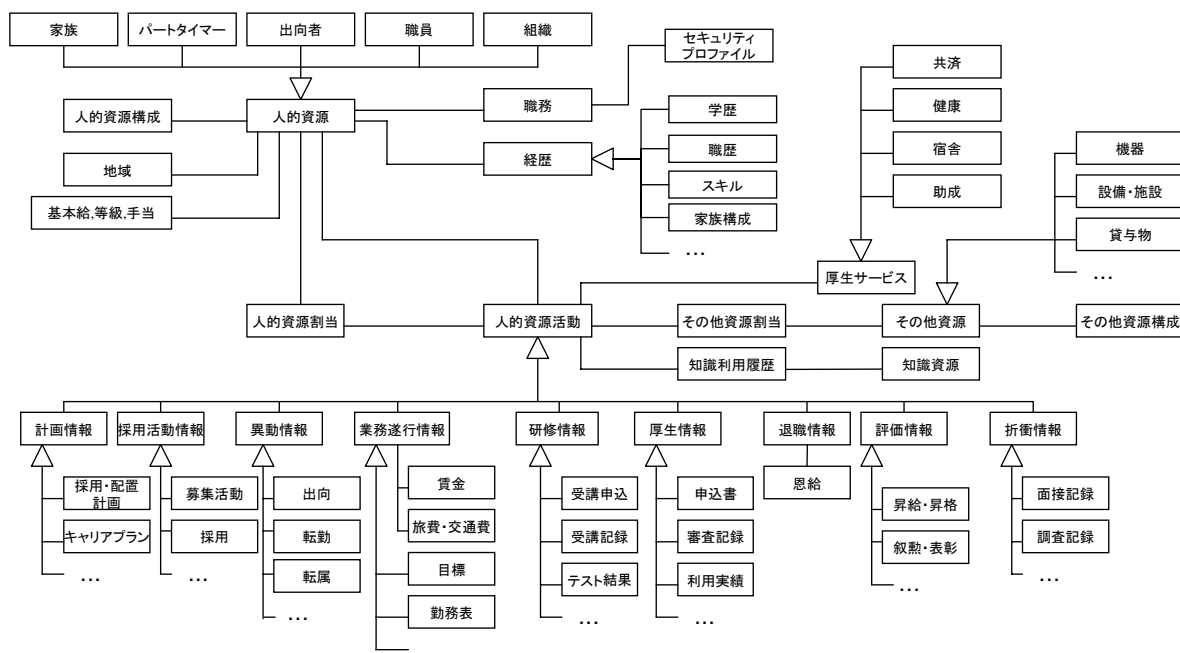 家族
パートタイマー
出向者
職員
組織
セキュリティ
プロファイル
共済
人的資源構成
人的資源
職務
学歴
健康
経歴
職歴
宿舎
機器
地域
スキル
助成
設備・施設
基本給,等級,手当
家族構成
貸与物
...
...
厚生サービス
人的資源割当
人的資源活動
その他資源割当
その他資源
その他資源構成
知識利用履歴
知識資源
計画情報
採用活動情報
異動情報
業務遂行情報
研修情報
厚生情報
退職情報
評価情報
折衝情報
採用・配置
計画
募集活動
出向
賃金
受講申込
申込書
恩給
昇給・昇格
面接記録
キャリアプラン
採用
転勤
旅費・交通費
受講記録
審査記録
叙勲・表彰
調査記録
...
...
転属
目標
テスト結果
利用実績
...
...
...
勤務表
...
...